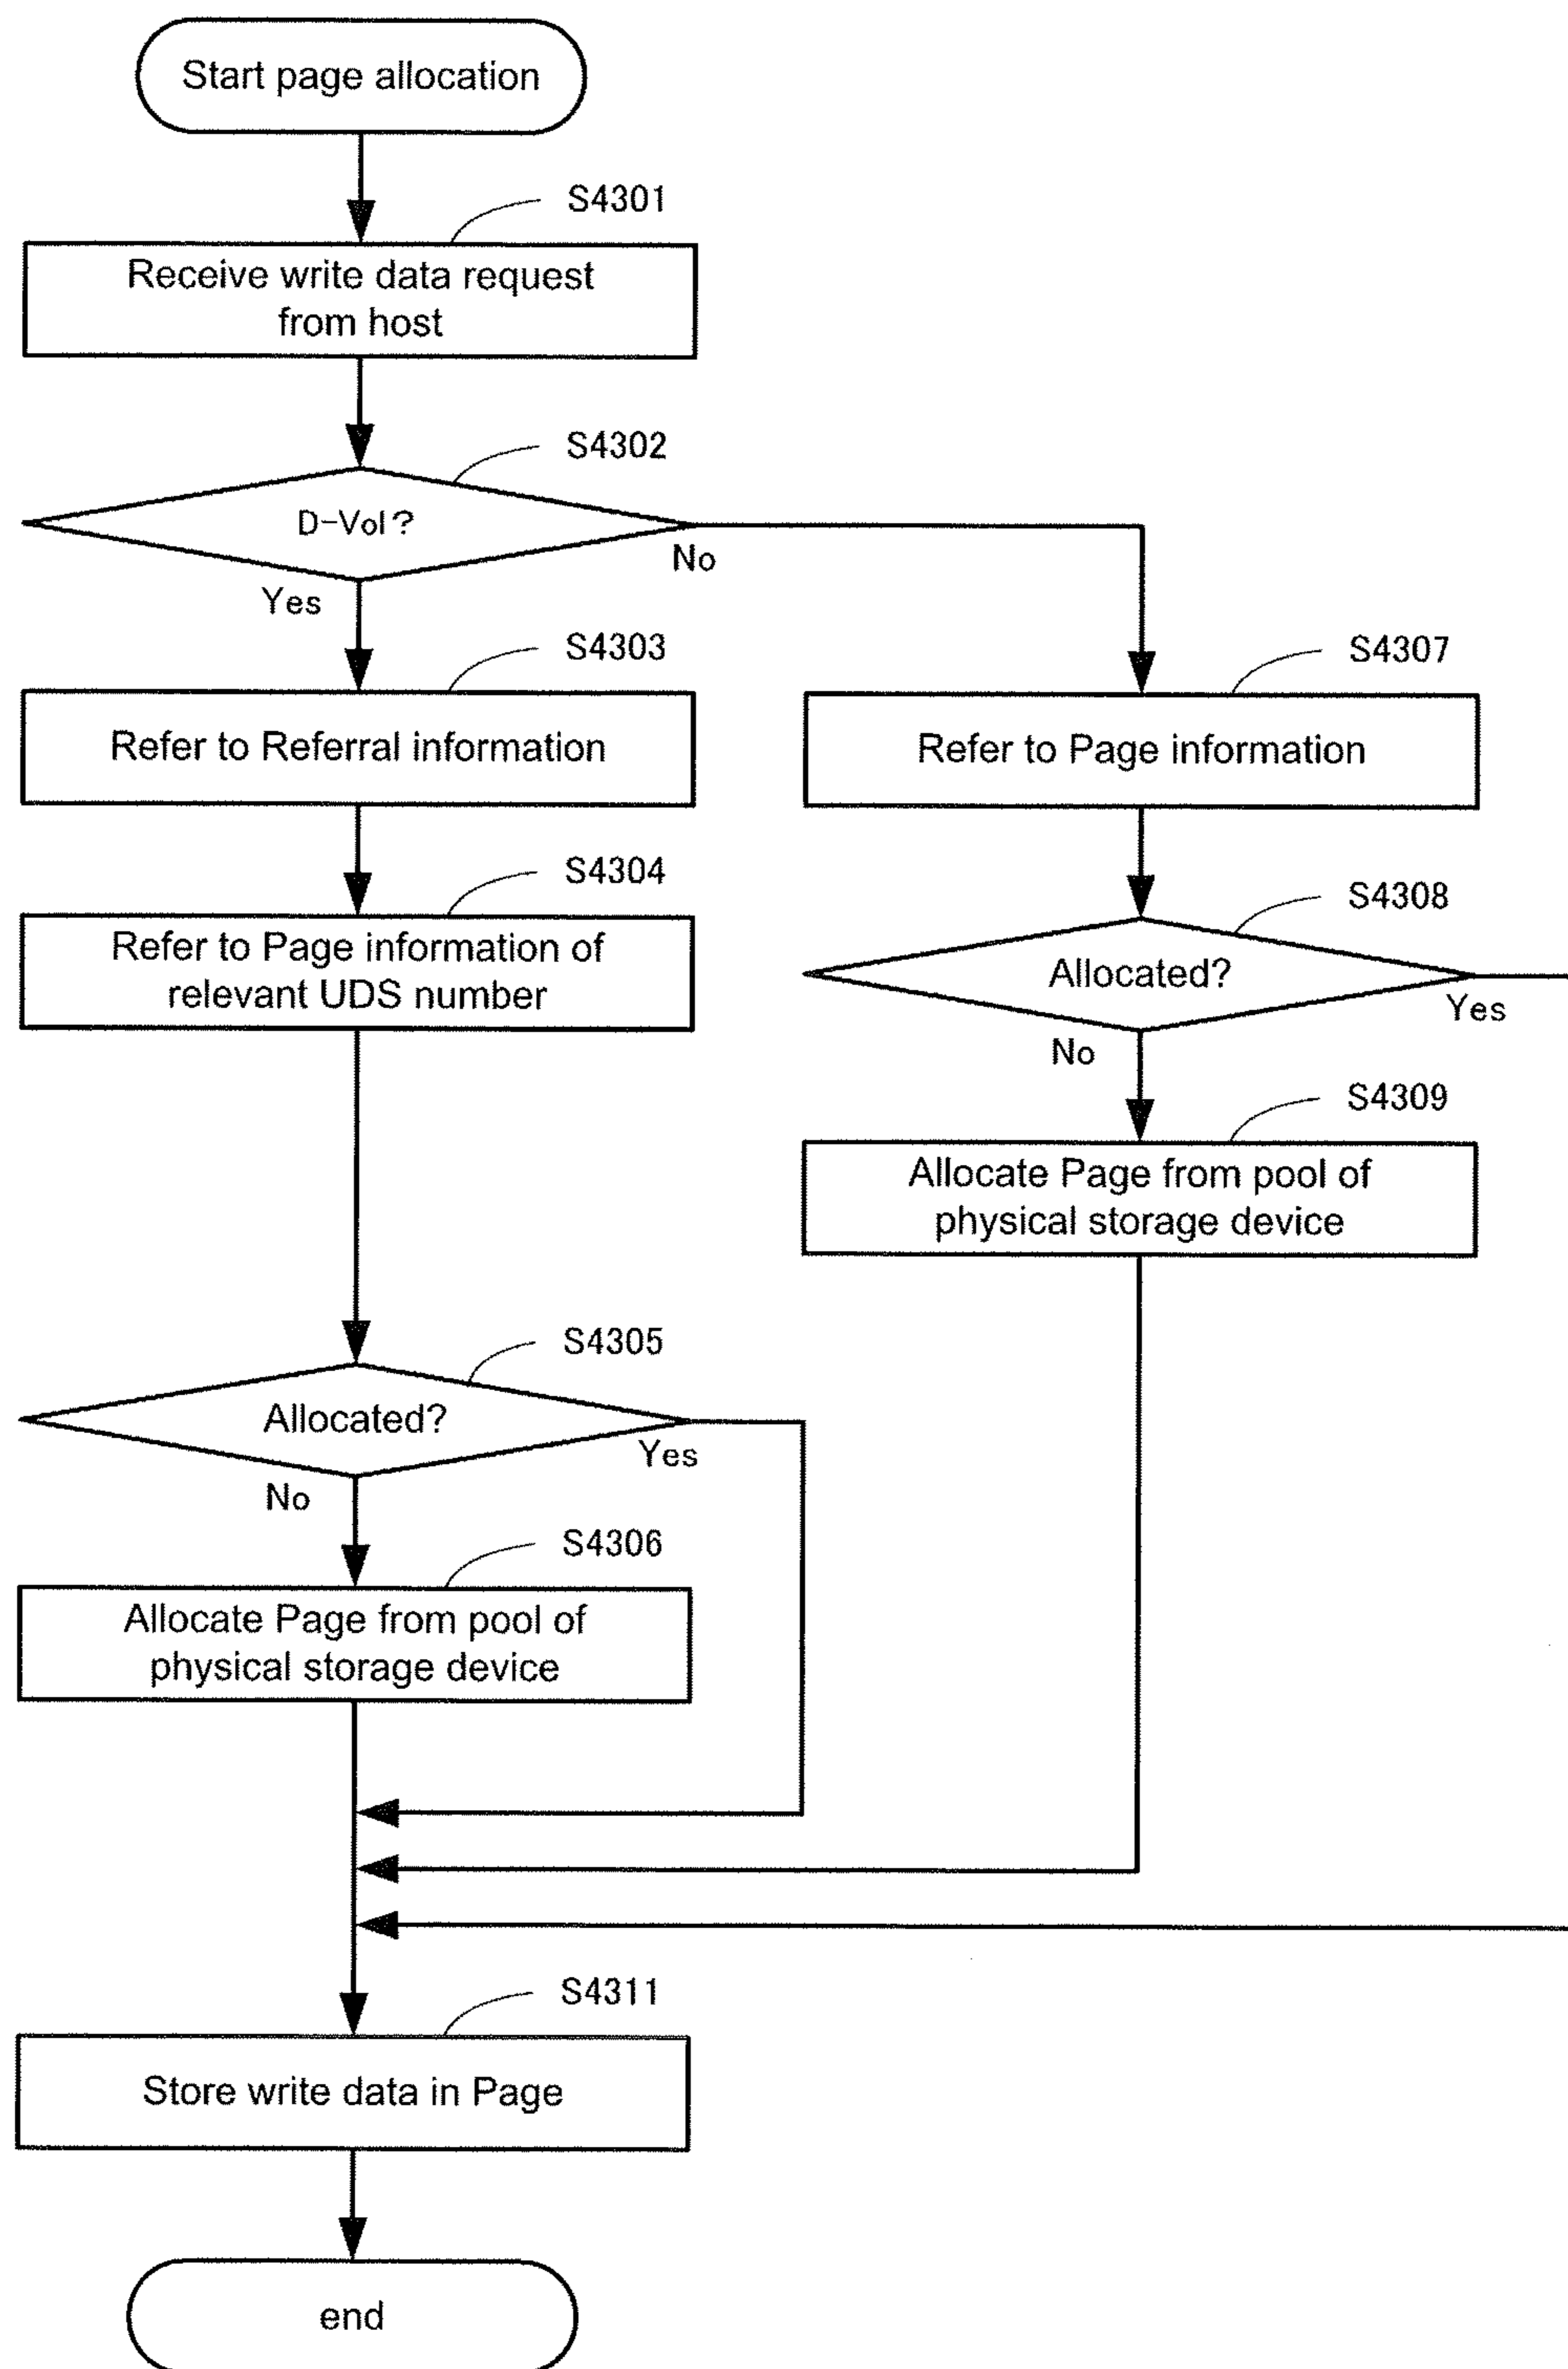 Start page allocation
S4301
Receive write data request
from host
S4302
D-Vol?
No
Yes
S4303
Refer to Referral information
S4307
Refer to Page information
S4304
Refer to Page information of
relevant UDS number
S4308
Allocated?
Yes
No
S4309
Allocate Page from pool of
physical storage device
S4305
Allocated?
Yes
No
S4306
Allocate Page from pool of
physical storage device
S4311
Store write data in Page
end